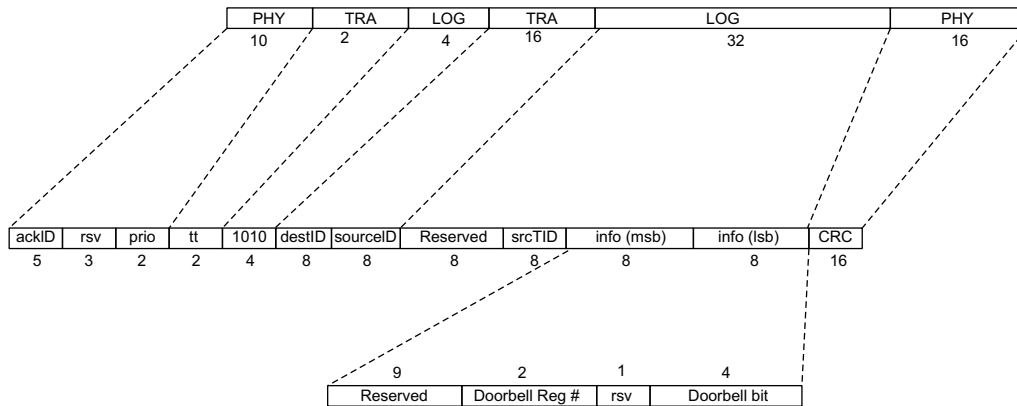 PHY TRA LOG TRA LOG PHY
10 2 4 16 32 16
ackID rsv prio tt 1010 destID sourceID Reserved srcTID info (msb) info (lsb) CRC
5 3 2 2 4 8 8 8 8 8 8 16
9 2 1 4
Reserved Doorbell Reg # rsv Doorbell bit